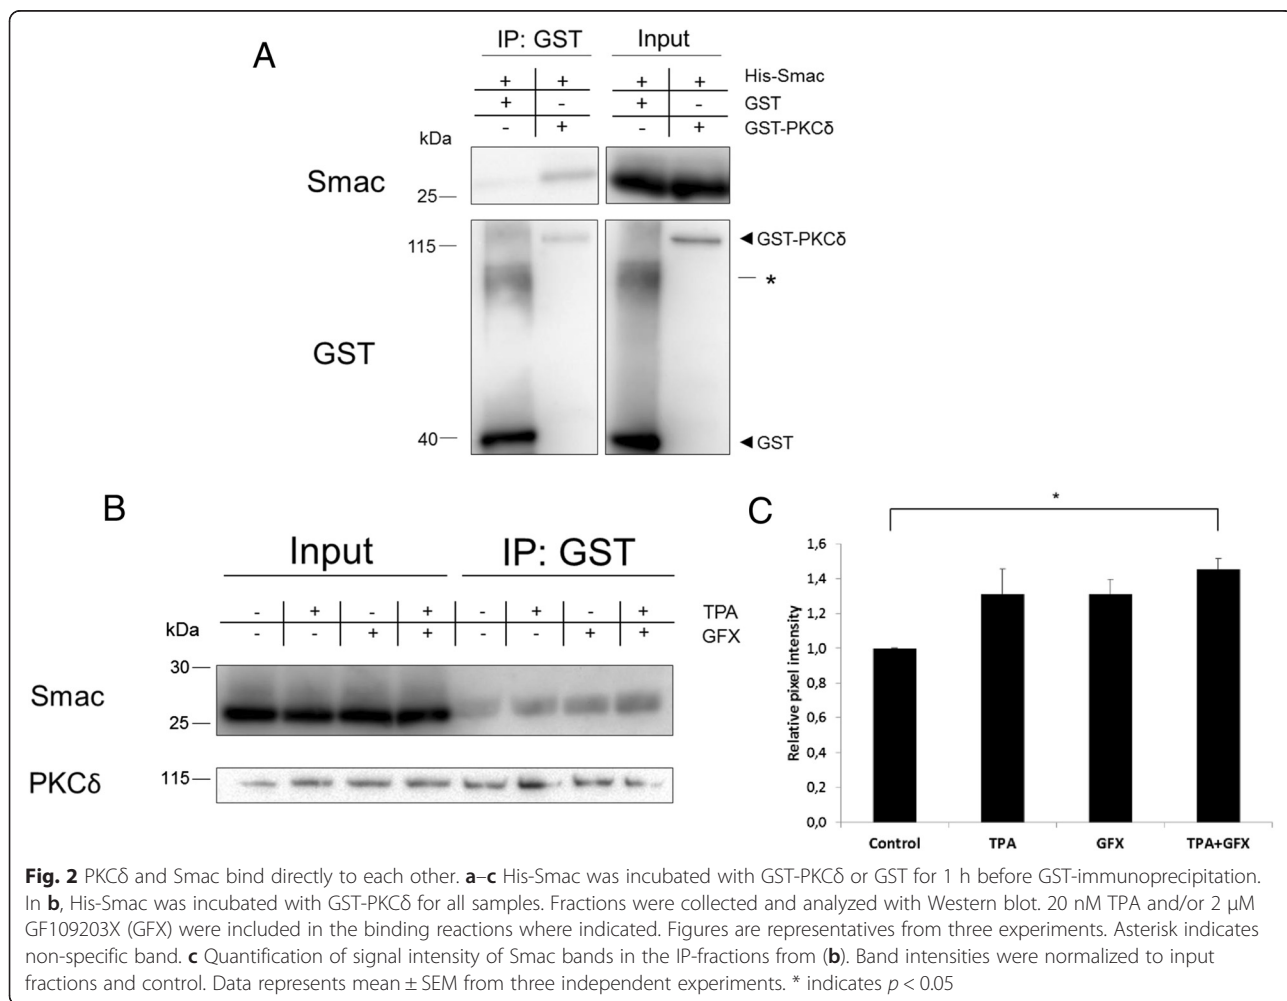 A
IP: GST Input
+ + + + His-Smac
+ - + - GST
- + - + GST-PKCδ
kDa
Smac
25
115 GST-PKCδ
*
GST
40 GST
B
Input IP: GST
- + - + - + - + TPA
- - + + - - + + GFX
kDa
30
Smac
25
115
PKCδ
C
*
Relative pixel intensity
1,6
1,4
1,2
1,0
0,8
0,6
0,4
0,2
0,0
Control TPA GFX TPA+GFX
Fig. 2 PKCδ and Smac bind directly to each other. a–c His-Smac was incubated with GST-PKCδ or GST for 1 h before GST-immunoprecipitation.
In b, His-Smac was incubated with GST-PKCδ for all samples. Fractions were collected and analyzed with Western blot. 20 nM TPA and/or 2 μM
GF109203X (GFX) were included in the binding reactions where indicated. Figures are representatives from three experiments. Asterisk indicates
non-specific band. c Quantification of signal intensity of Smac bands in the IP-fractions from (b). Band intensities were normalized to input
fractions and control. Data represents mean ± SEM from three independent experiments. * indicates p < 0.05